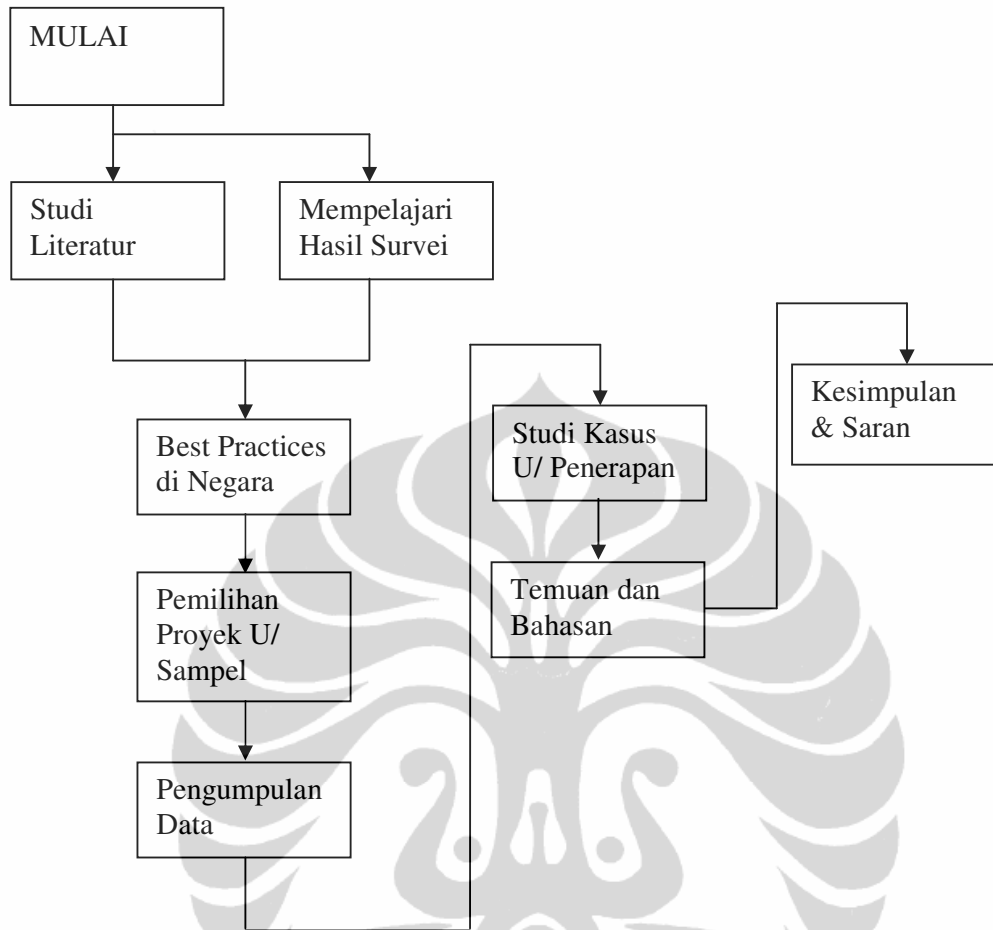 MULAI
Studi
Literatur
Mempelajari
Hasil Survei
Best Practices
di Negara
Pemilihan
Proyek U/
Sampel
Pengumpulan
Data
Studi Kasus
U/ Penerapan
Temuan dan
Bahasan
Kesimpulan
& Saran